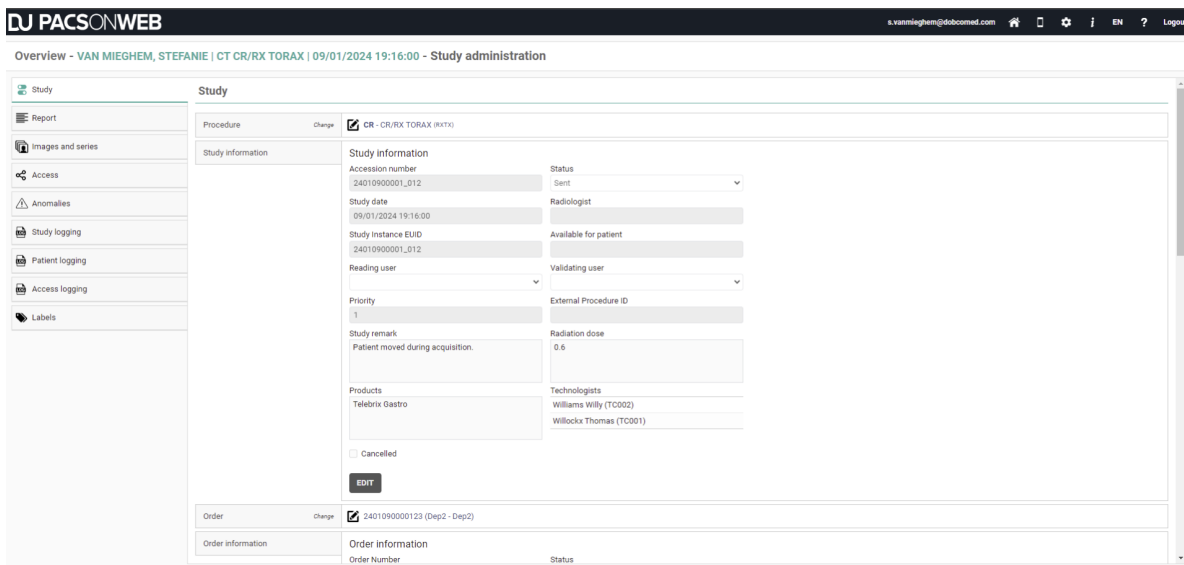 DU PACSONWEB
s.vanmieghem@dobcomed.com i EN ? Logou
Overview - VAN MIEGHEM, STEFANIE | CT CR/RX TORAX | 09/01/2024 19:16:00 - Study administration
Study
Report
Images and series
Access
Anomalies
Study logging
Patient logging
Access logging
Labels
Study
Procedure Change CR - CR/RX TORAX (RXTX)
Study information
Study information
Accession number Status
24010900001_012 Sent
Study date Radiologist
09/01/2024 19:16:00
Study Instance EUID Available for patient
24010900001_012
Reading user Validating user
Priority External Procedure ID
1
Study remark Radiation dose
Patient moved during acquisition. 0.6
Products Technologists
Telebrix Gastro Williams Willy (TC002)
Willockx Thomas (TC001)
Cancelled
EDIT
Order Change 2401090000123 (Dep2 - Dep2)
Order information
Order information
Order Number Status